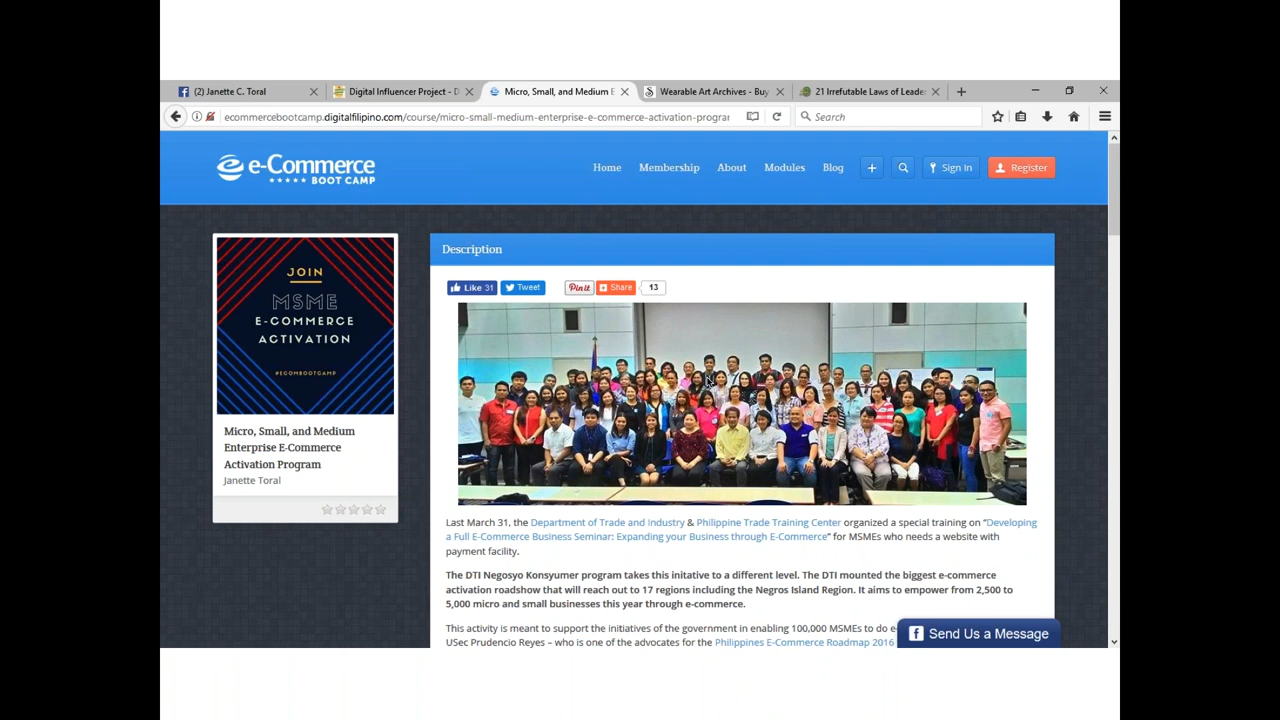 (2) Janette C. Toral
Digital Influencer Project - D
Micro, Small, and Medium E
Wearable Art Archives - Buy
21 Irrefutable Laws of Leade
ecommercebootcamp.digitalfilipino.com/course/micro-small-medium-enterprise-e-commerce-activation-program
Search
e-Commerce
BOOT CAMP
Home
Membership
About
Modules
Blog
Sign In
Register
JOIN
MSME
E-COMMERCE
ACTIVATION
#ECOMBOOTCAMP
Micro, Small, and Medium
Enterprise E-Commerce
Activation Program
Janette Toral
Description
Like 31
Tweet
Pin it
Share
13
Last March 31, the Department of Trade and Industry & Philippine Trade Training Center organized a special training on “Developing
a Full E-Commerce Business Seminar: Expanding your Business through E-Commerce” for MSMEs who needs a website with
payment facility.
The DTI Negosyo Konsyumer program takes this initative to a different level. The DTI mounted the biggest e-commerce
activation roadshow that will reach out to 17 regions including the Negros Island Region. It aims to empower from 2,500 to
5,000 micro and small businesses this year through e-commerce.
This activity is meant to support the initiatives of the government in enabling 100,000 MSMEs to do e-
USec Prudencio Reyes – who is one of the advocates for the Philippines E-Commerce Roadmap 2016
Send Us a Message